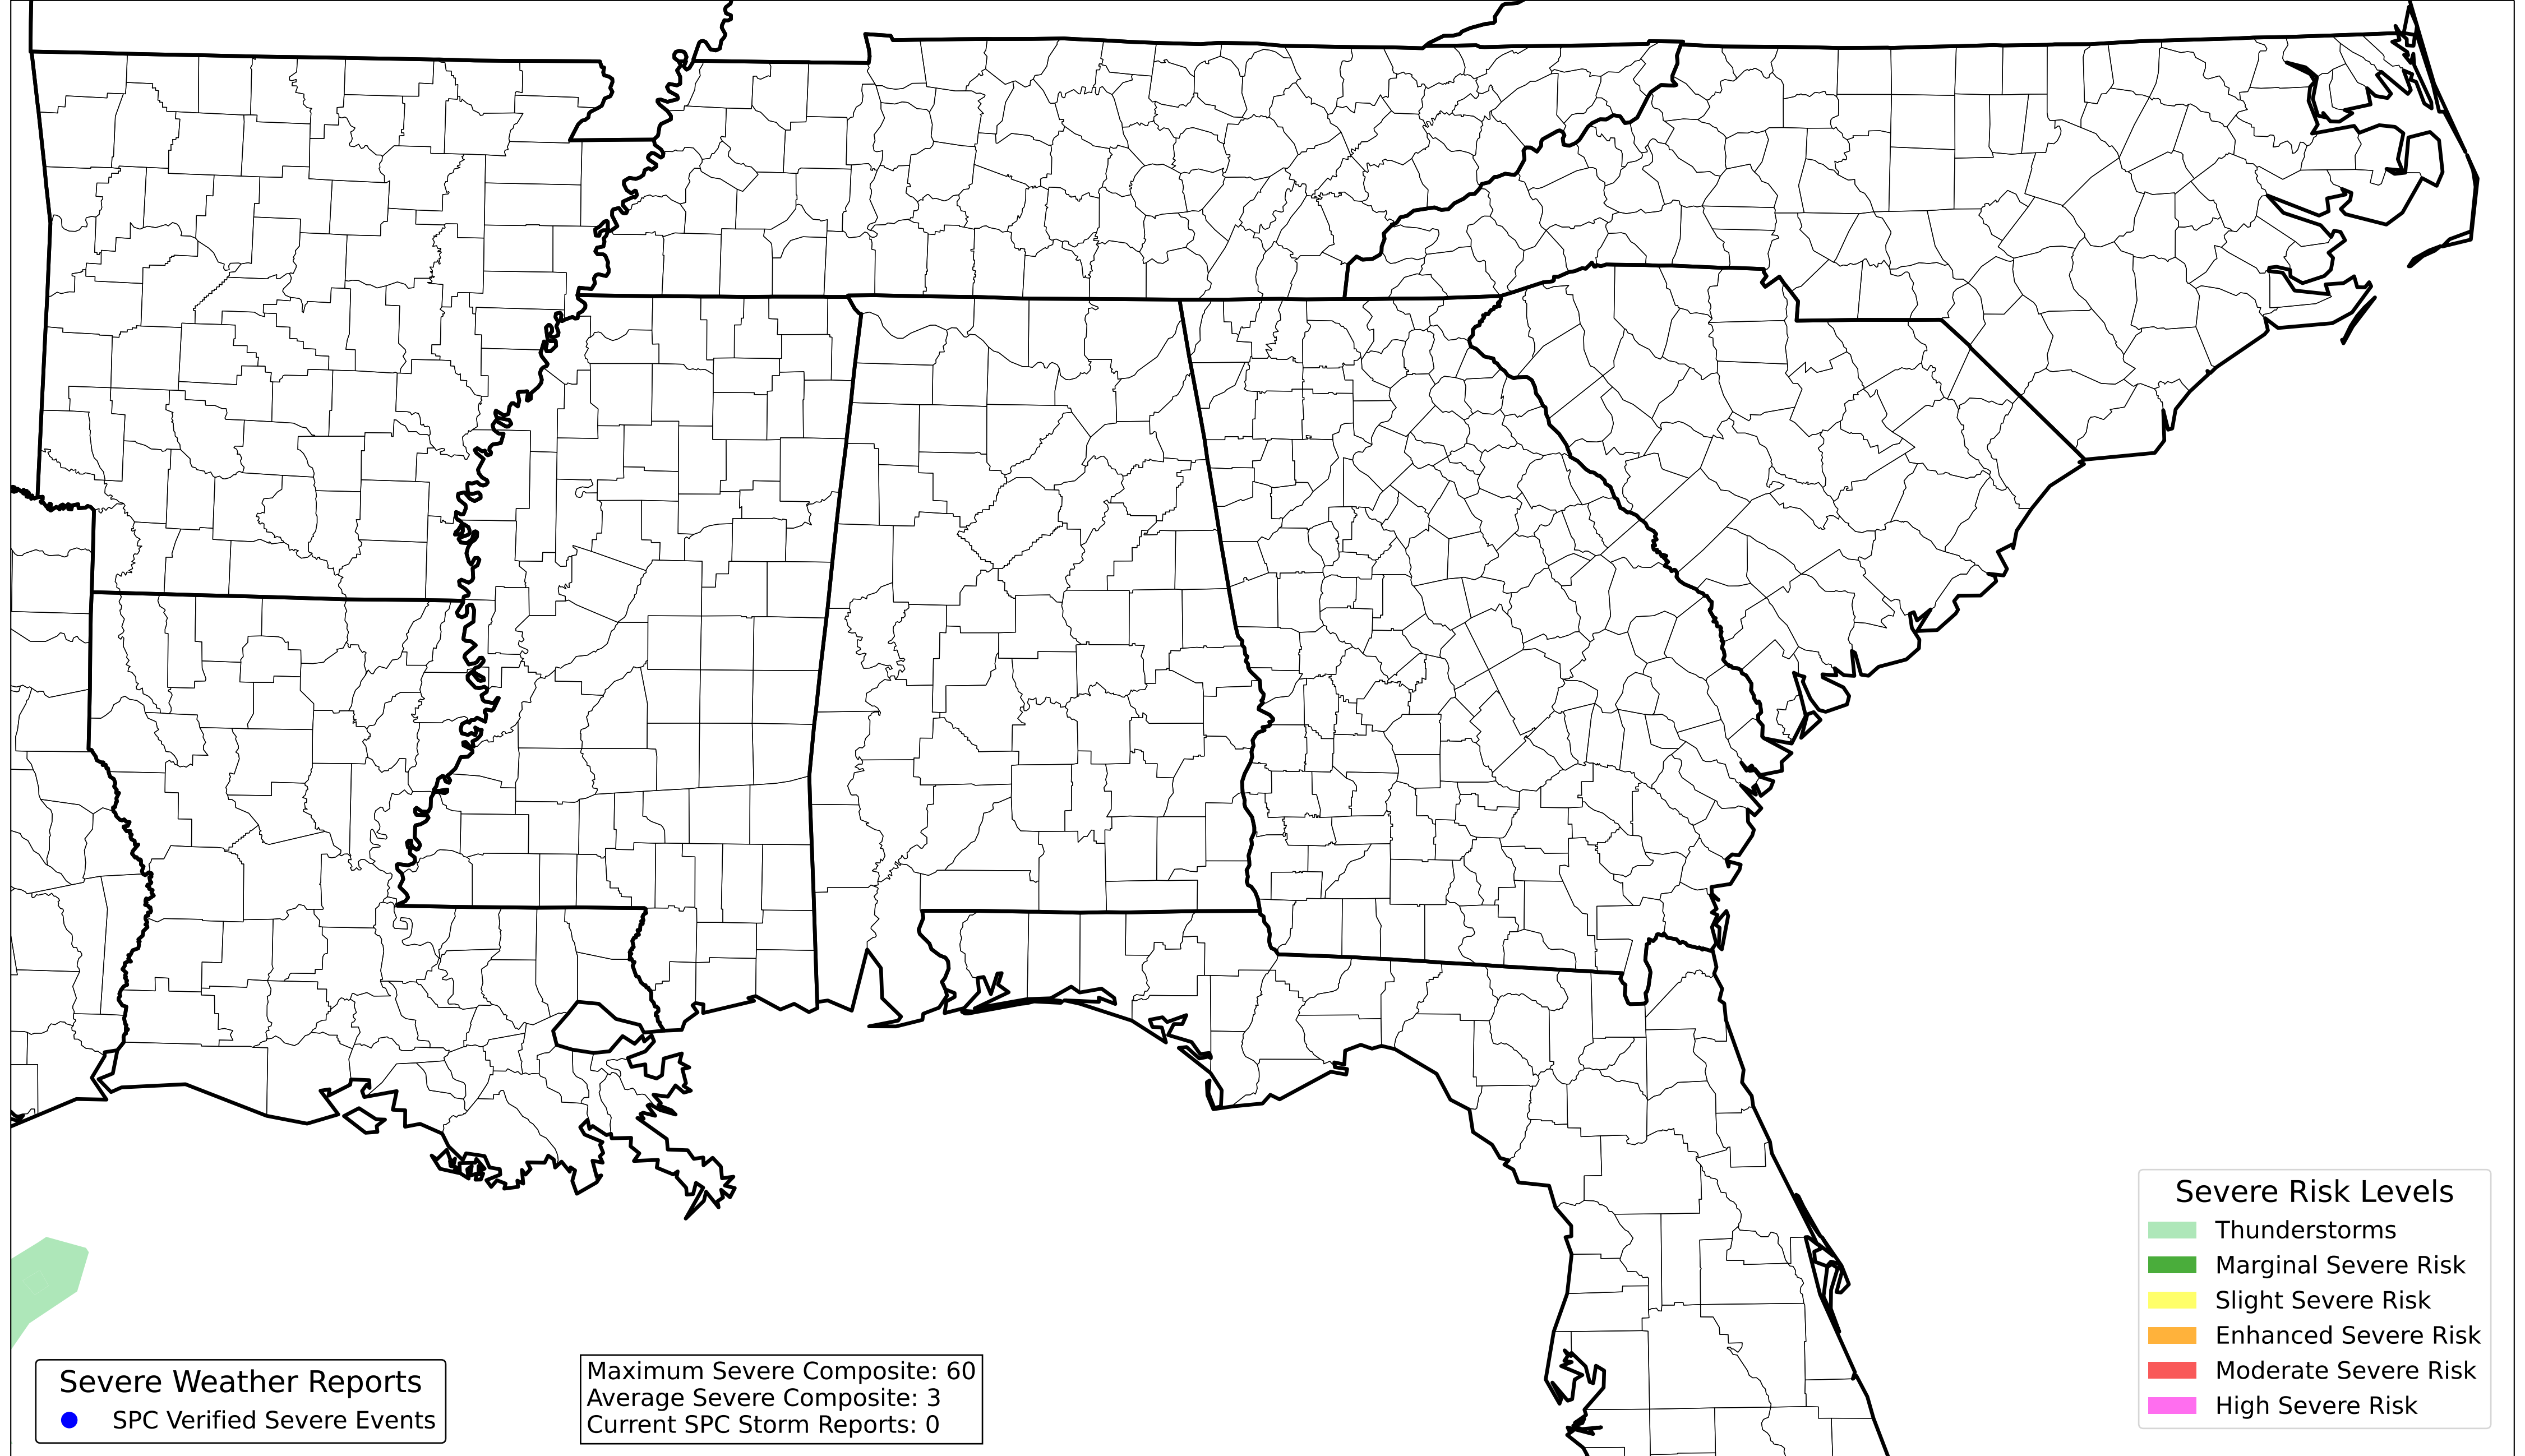 Severe Risk Levels
Thunderstorms
Marginal Severe Risk
Slight Severe Risk
Enhanced Severe Risk
Moderate Severe Risk
High Severe Risk
Severe Weather Reports
SPC Verified Severe Events
Maximum Severe Composite: 60
Average Severe Composite: 3
Current SPC Storm Reports: 0